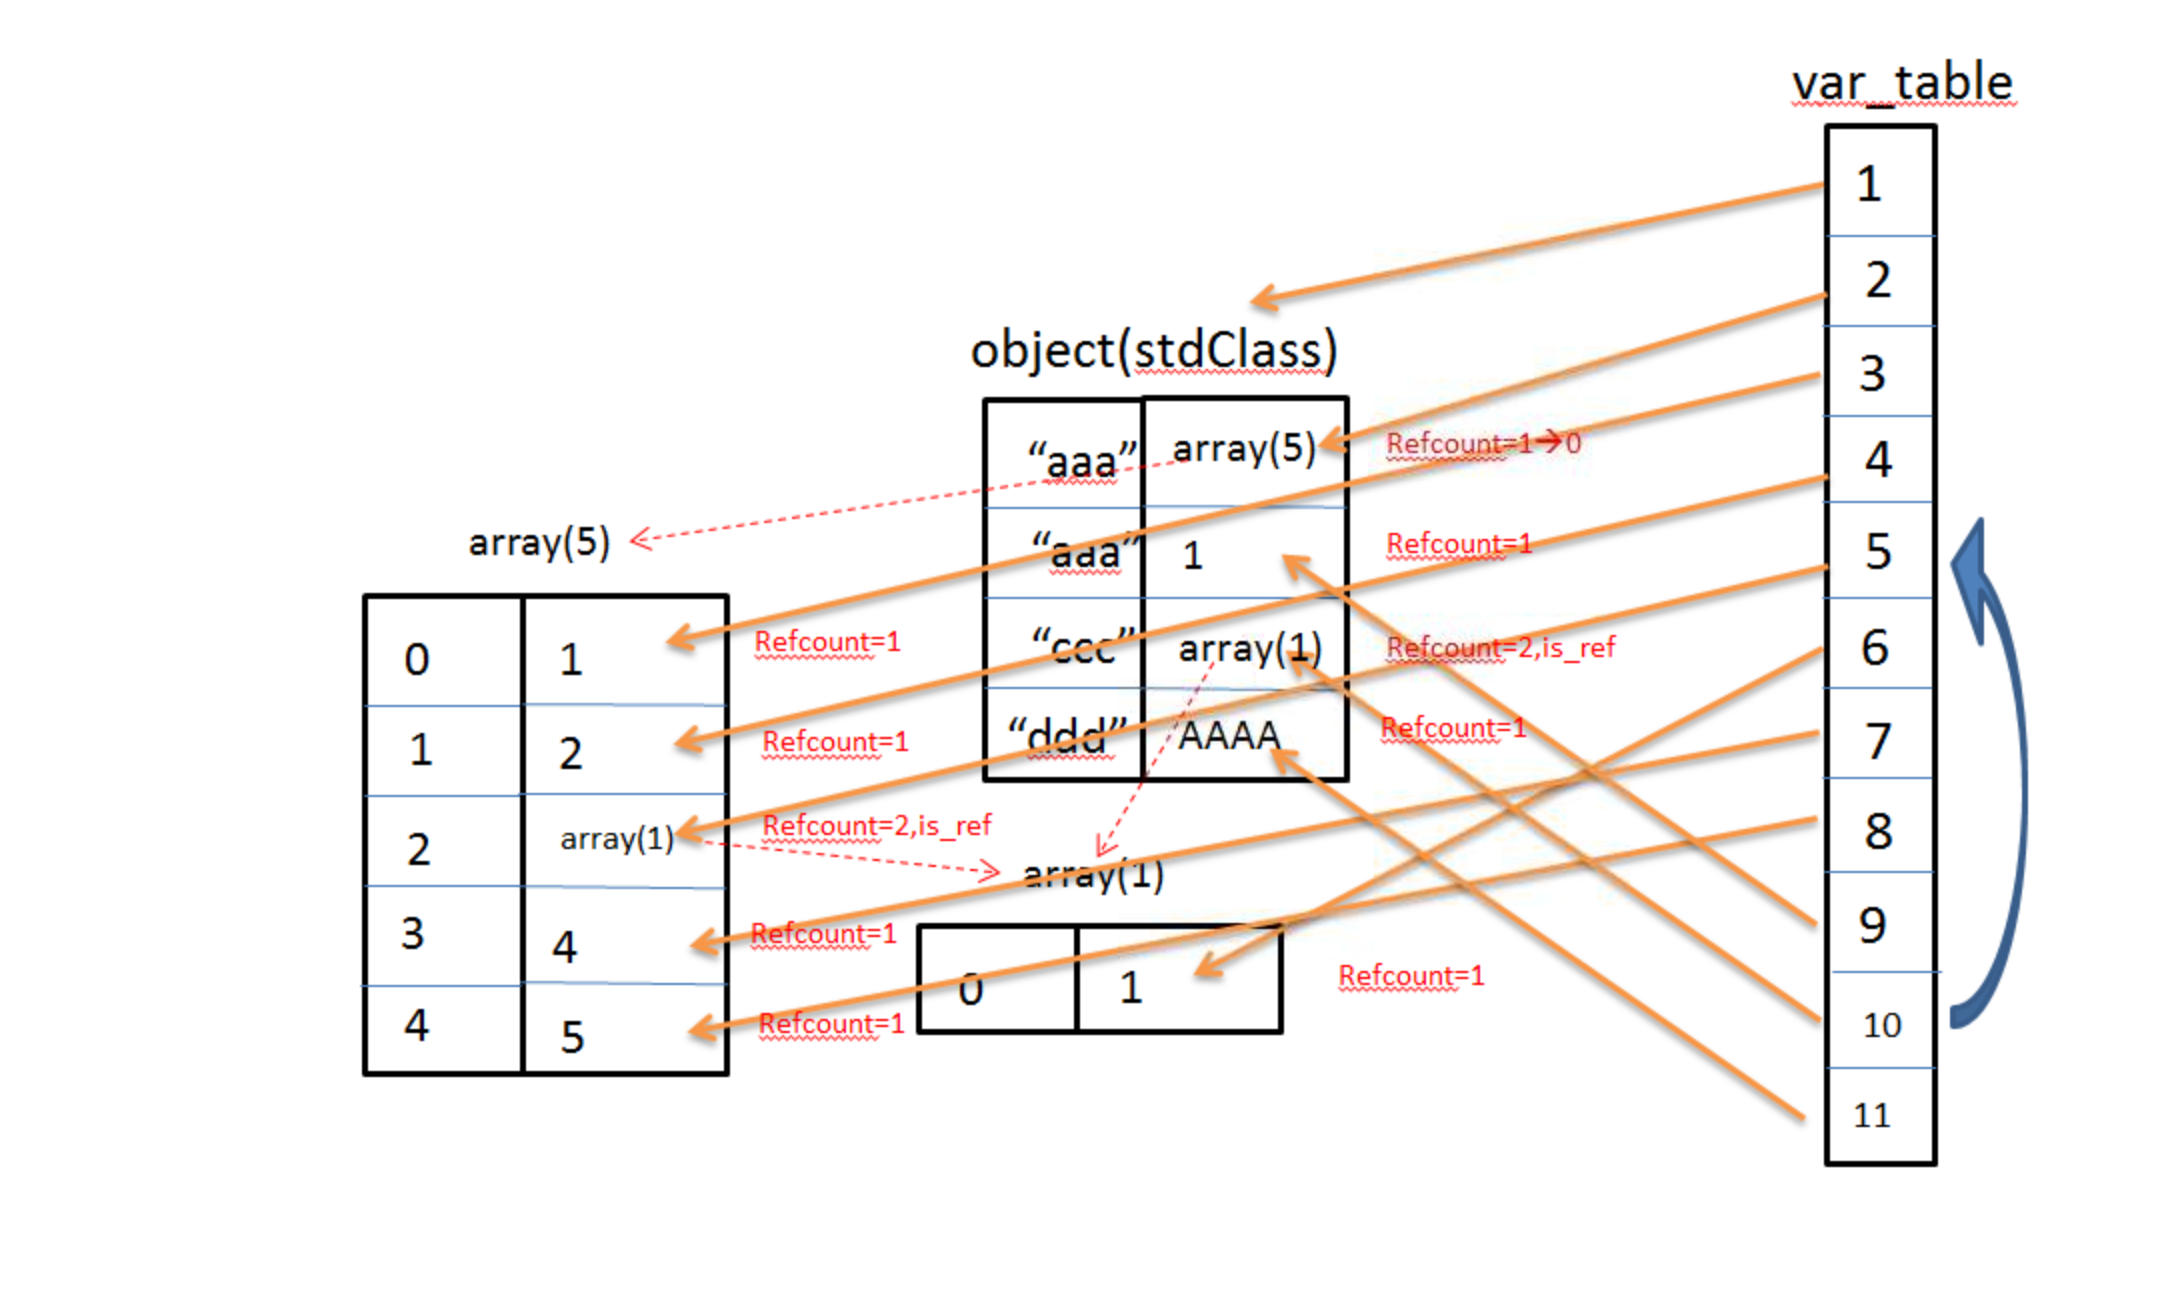 var_table
1
2
3
4
5
6
7
8
9
10
11
object(stdClass)
“aaa” array(5) Refcount=1→0
“aaa” 1 Refcount=1
“ccc” array(1) Refcount=2,is_ref
“ddd” AAAA Refcount=1
array(5)
0 1 Refcount=1
1 2 Refcount=1
2 array(1) Refcount=2,is_ref
3 4 Refcount=1
4 5 Refcount=1
array(1)
0 1 Refcount=1